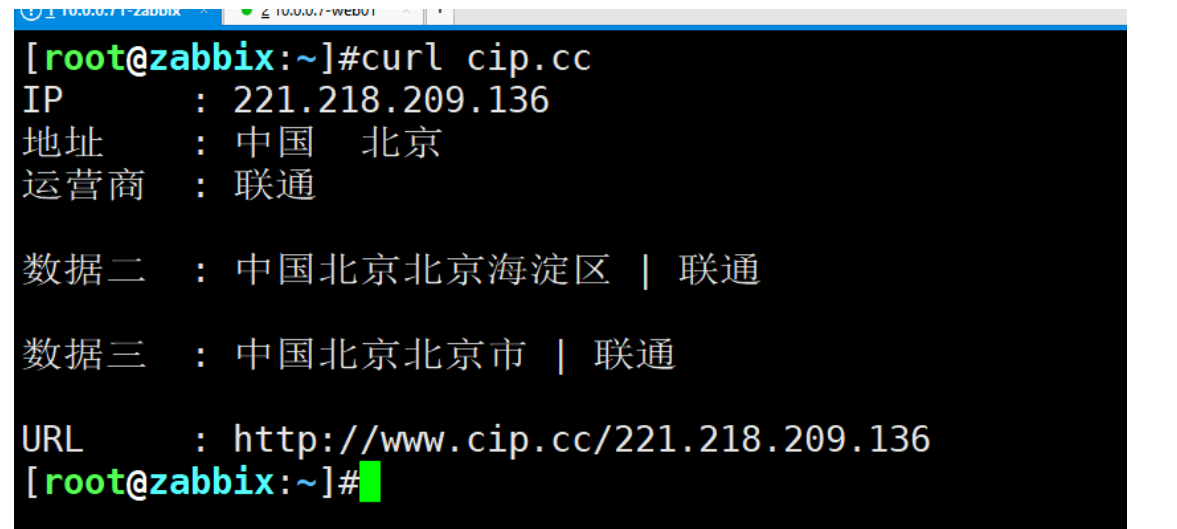 1 10.0.0.71-zabbix × 2 10.0.0.7-web01 ×
[root@zabbix:~]#curl cip.cc
IP : 221.218.209.136
地址 : 中国 北京
运营商 : 联通
数据二 : 中国北京北京海淀区 | 联通
数据三 : 中国北京北京市 | 联通
URL : http://www.cip.cc/221.218.209.136
[root@zabbix:~]#